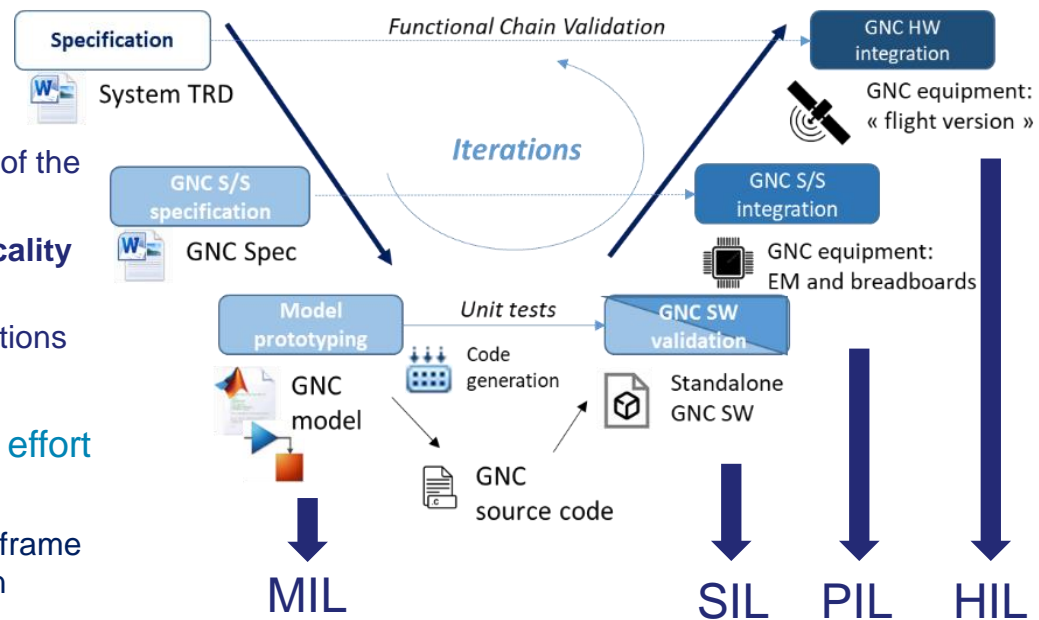 Specification
Functional Chain Validation
GNC HW
integration
System TRD
GNC equipment:
« flight version »
of the
Iterations
GNC S/S
specification
GNC S/S
integration
cality
GNC Spec
GNC equipment:
EM and breadboards
tions
Model
prototyping
Unit tests
GNC SW
validation
Code
generation
GNC
model
Standalone
GNC SW
effort
GNC
source code
.c
frame
n
MIL
SIL
PIL
HIL